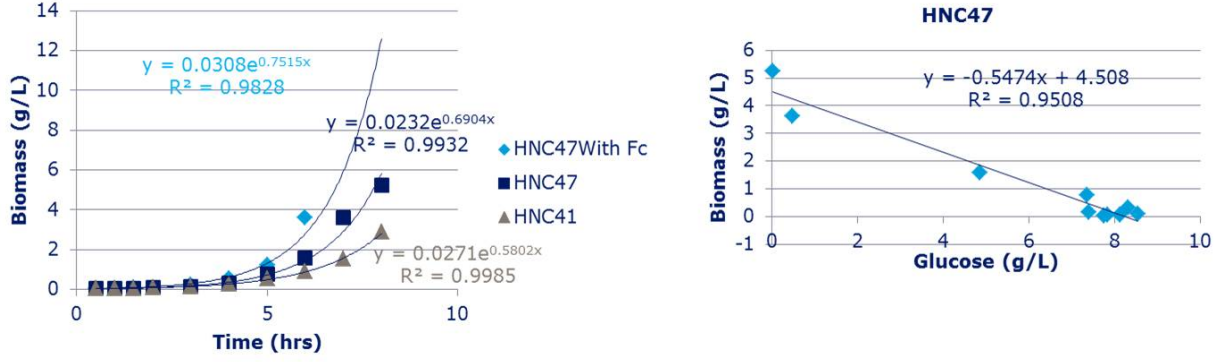 14
12
10
8
6
4
2
0
0
5
10
Biomass (g/L)
Time (hrs)
y = 0.0308e^0.7515x
R² = 0.9828
y = 0.0232e^0.6904x
R² = 0.9932
y = 0.0271e^0.5802x
R² = 0.9985
HNC47With Fc
HNC47
HNC41
HNC47
6
5
4
3
2
1
0
-1
0
2
4
6
8
10
Biomass (g/L)
Glucose (g/L)
y = -0.5474x + 4.508
R² = 0.9508